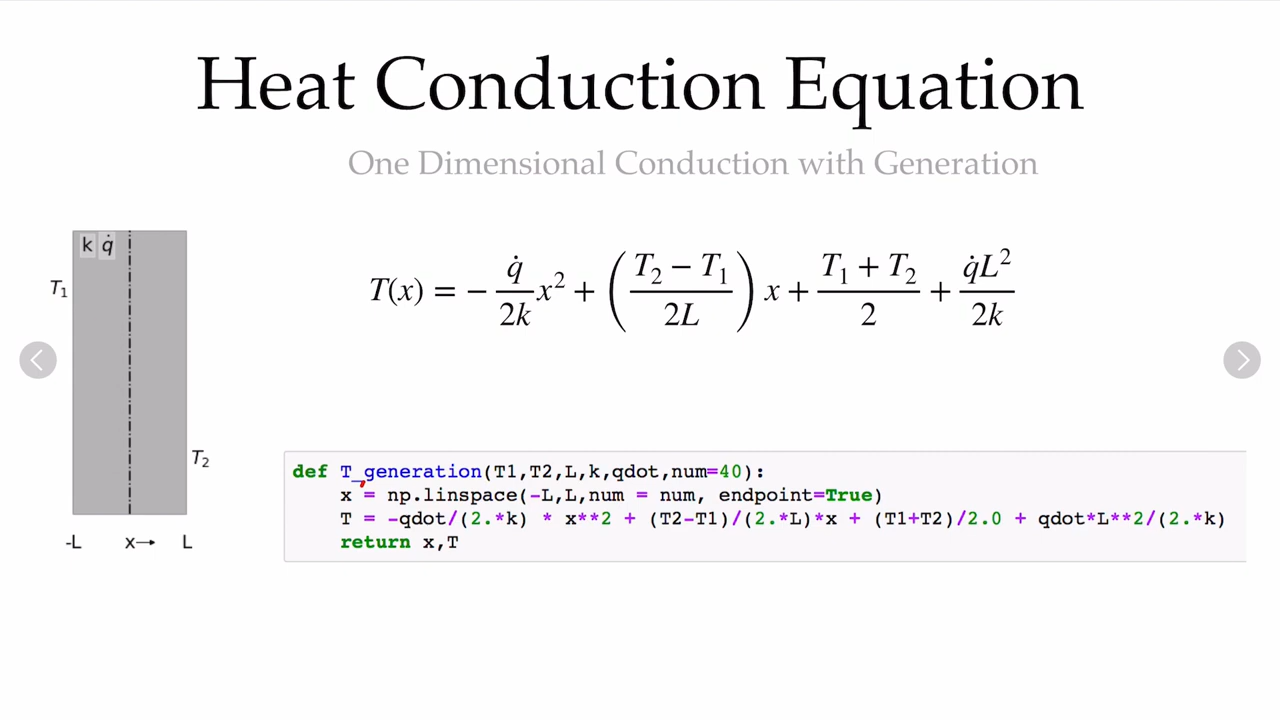 Heat Conduction Equation
One Dimensional Conduction with Generation
k q̇
T₁
T₂
-L x→ L
T(x) = − q̇/2k x² + ((T₂ − T₁)/2L) x + (T₁ + T₂)/2 + q̇L²/2k
def T_generation(T1,T2,L,k,qdot,num=40):
    x = np.linspace(-L,L,num = num, endpoint=True)
    T = -qdot/(2.*k) * x**2 + (T2-T1)/(2.*L)*x + (T1+T2)/2.0 + qdot*L**2/(2.*k)
    return x,T